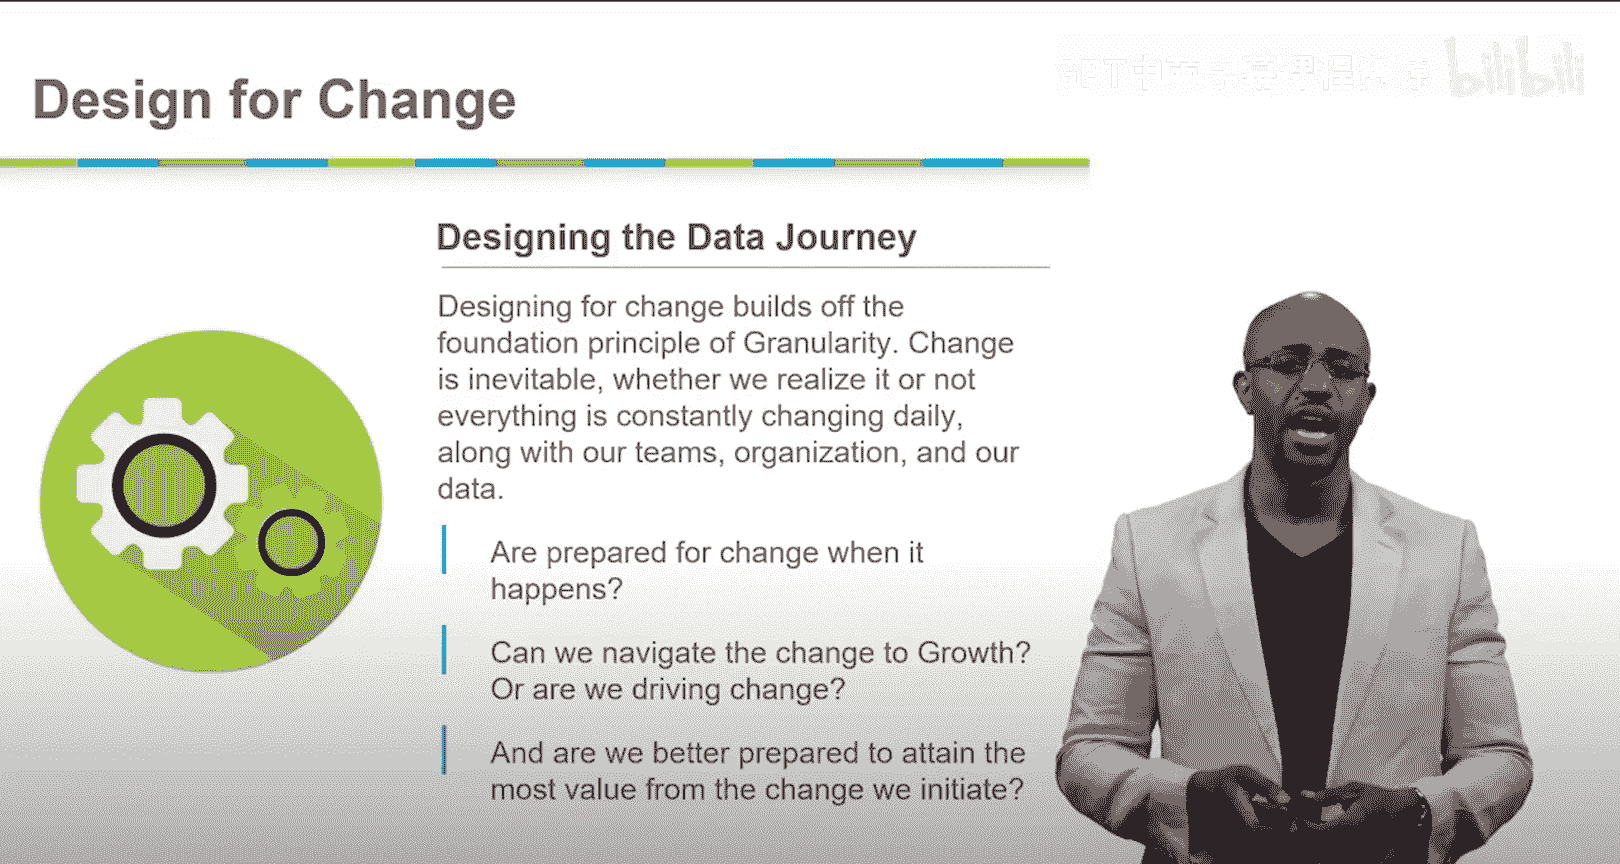 Design for Change
bilibili
Designing the Data Journey
Designing for change builds off the
foundation principle of Granularity. Change
is inevitable, whether we realize it or not
everything is constantly changing daily,
along with our teams, organization, and our
data.
Are prepared for change when it
happens?
Can we navigate the change to Growth?
Or are we driving change?
And are we better prepared to attain the
most value from the change we initiate?